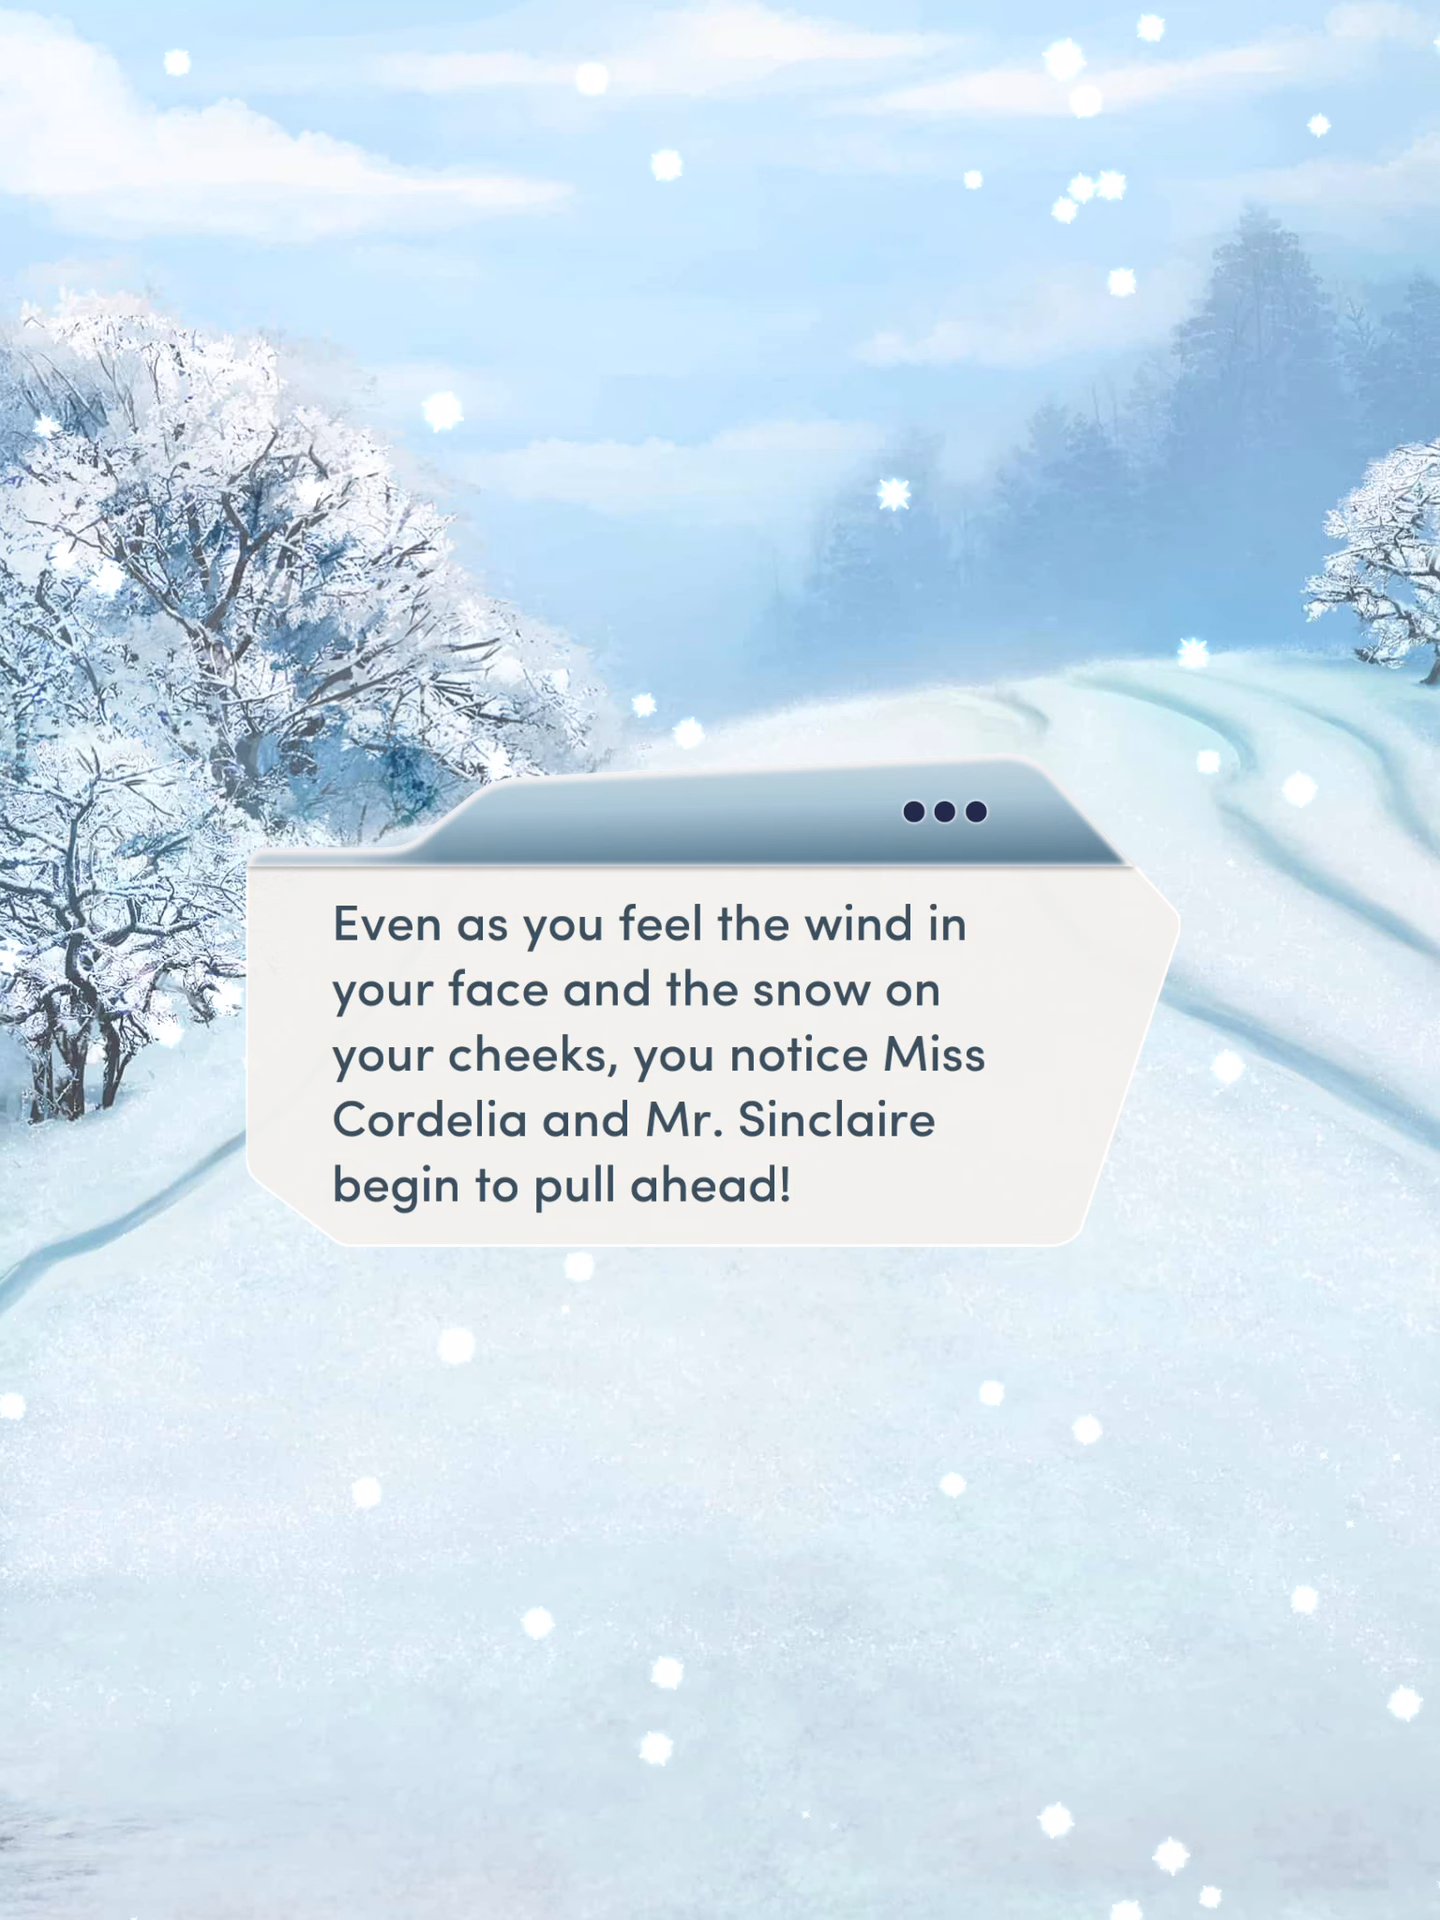 Even as you feel the wind in
your face and the snow on
your cheeks, you notice Miss
Cordelia and Mr. Sinclaire
begin to pull ahead!